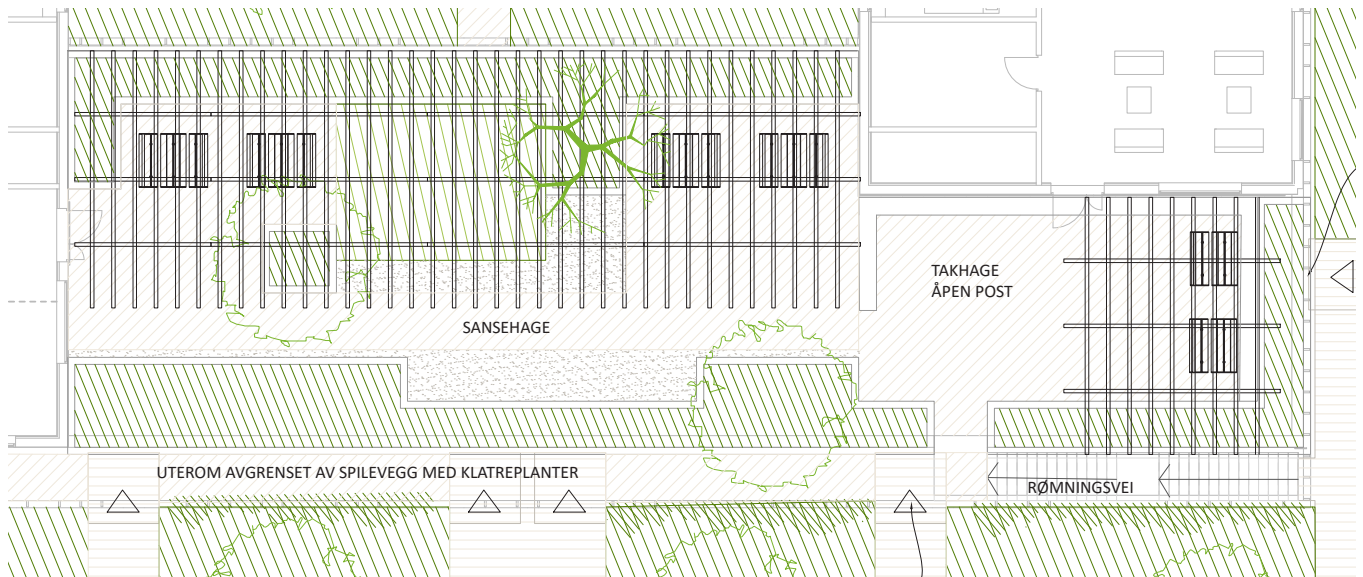 TAKHAGE
ÅPEN POST
SANSEHAGE
UTEROM AVGRENSET AV SPILEVEGG MED KLATREPLANTER
RØMNINGSVEI